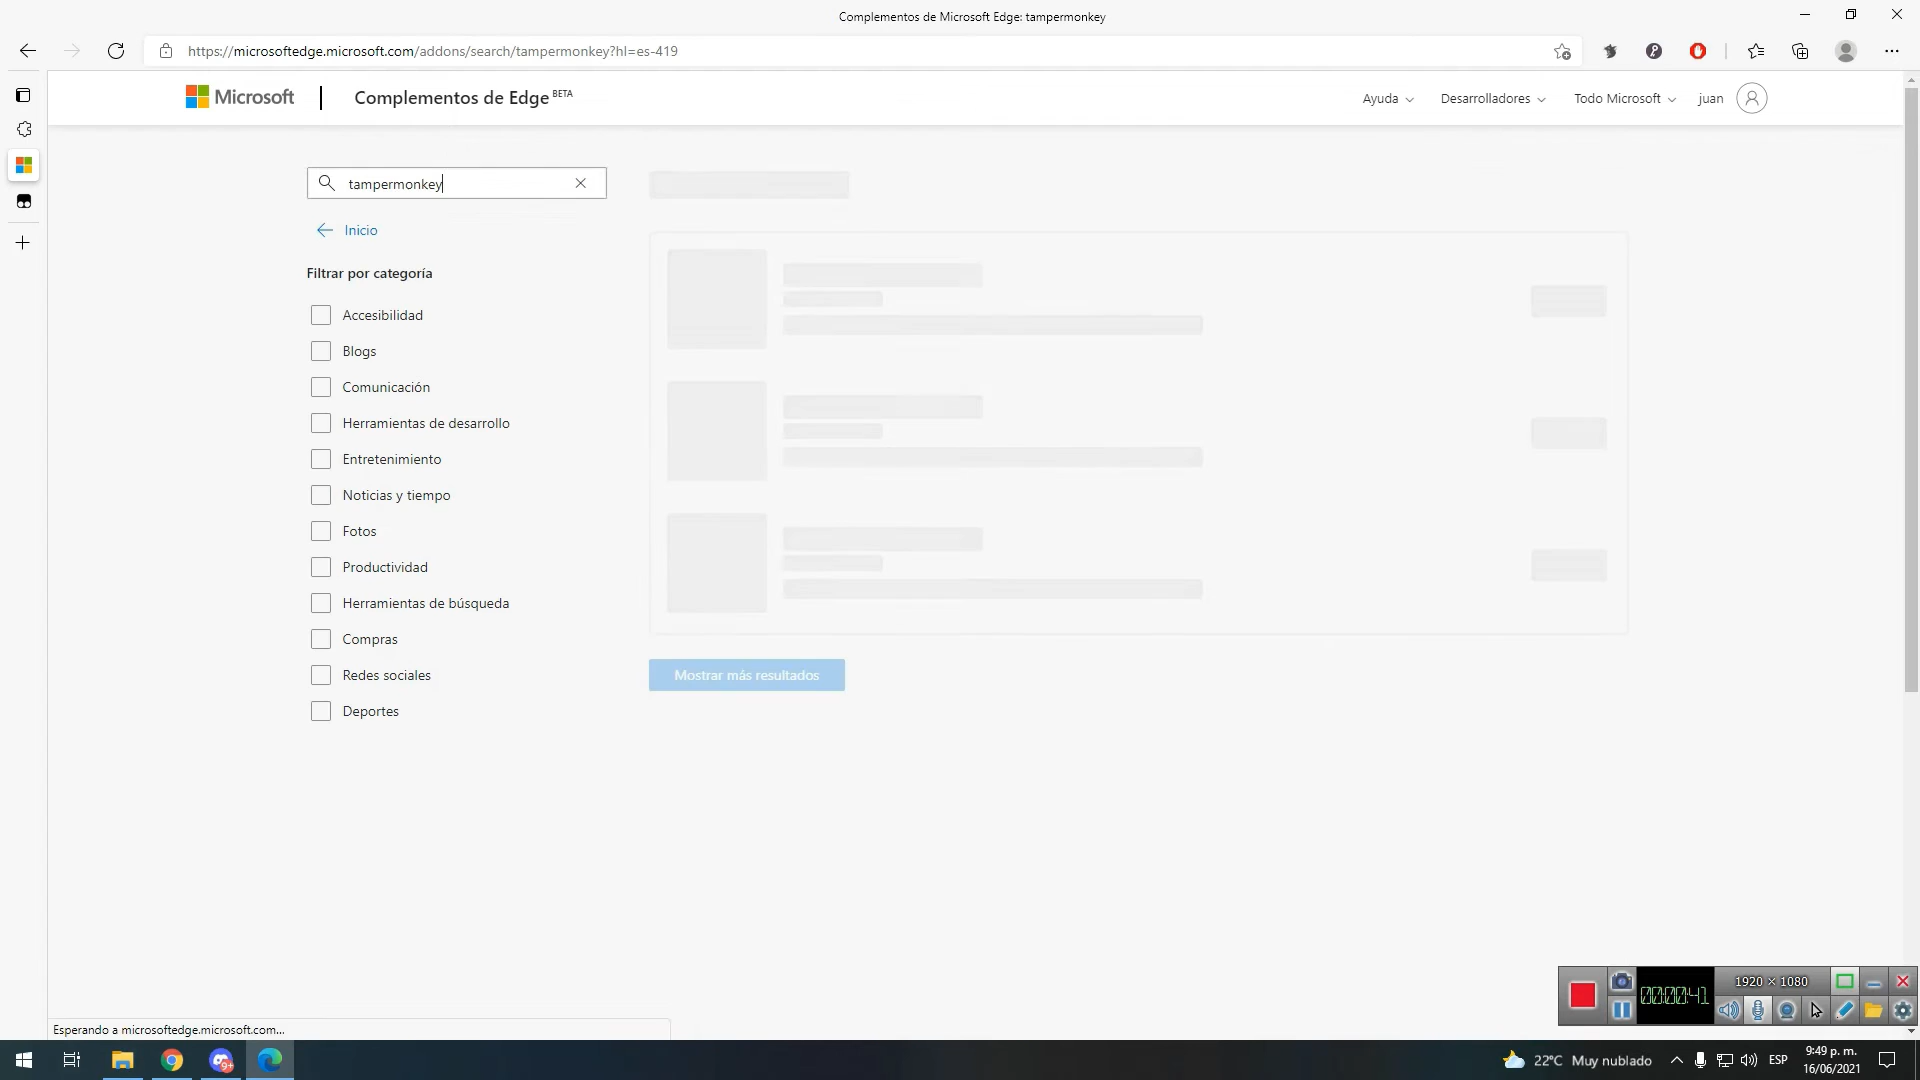 Complementos de Microsoft Edge: tampermonkey
https://microsoftedge.microsoft.com/addons/search/tampermonkey?hl=es-419
Microsoft
Complementos de Edge BETA
Ayuda
Desarrolladores
Todo Microsoft
juan
tampermonkey
Inicio
Filtrar por categoría
Accesibilidad
Blogs
Comunicación
Herramientas de desarrollo
Entretenimiento
Noticias y tiempo
Fotos
Productividad
Herramientas de búsqueda
Compras
Redes sociales
Deportes
Mostrar más resultados
00:00:41
1920 × 1080
Esperando a microsoftedge.microsoft.com...
9+
22°C Muy nublado
ESP
9:49 p. m.
16/06/2021